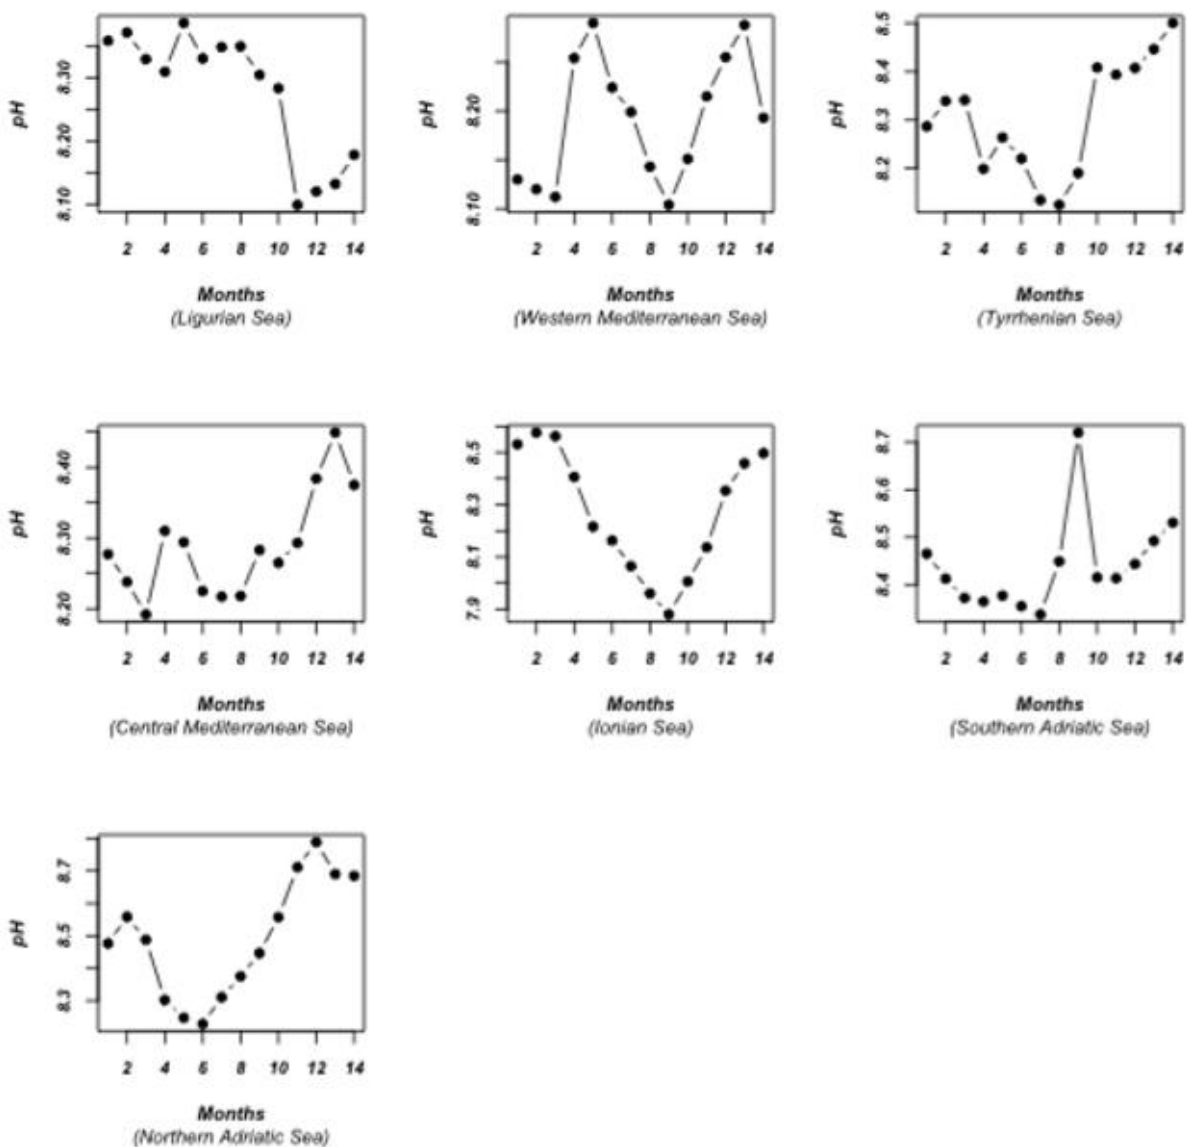 pH
8.30
8.20
8.10
2 4 6 8 10 12 14
Months
(Ligurian Sea)
pH
8.20
8.10
2 4 6 8 10 12 14
Months
(Western Mediterranean Sea)
pH
8.5
8.4
8.3
8.2
2 4 6 8 10 12 14
Months
(Tyrrhenian Sea)
pH
8.40
8.30
8.20
2 4 6 8 10 12 14
Months
(Central Mediterranean Sea)
pH
8.5
8.3
8.1
7.9
2 4 6 8 10 12 14
Months
(Ionian Sea)
pH
8.7
8.6
8.5
8.4
2 4 6 8 10 12 14
Months
(Southern Adriatic Sea)
pH
8.7
8.5
8.3
2 4 6 8 10 12 14
Months
(Northern Adriatic Sea)